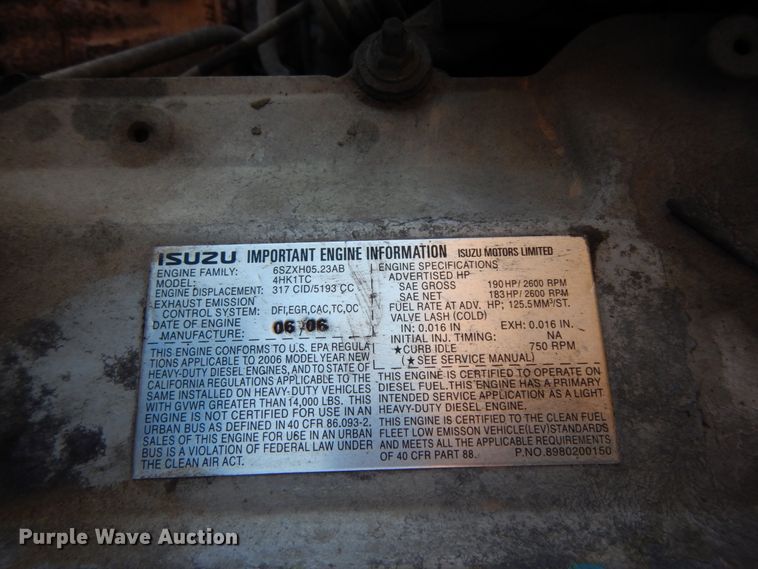 ISUZU IMPORTANT ENGINE INFORMATION ISUZU MOTORS LIMITED
ENGINE FAMILY: 6SZXH05.23AB
MODEL: 4HK1TC
ENGINE DISPLACEMENT: 317 CID/5193 CC
EXHAUST EMISSION
CONTROL SYSTEM: DFI,EGR,CAC,TC,OC
DATE OF ENGINE
MANUFACTURE: 06 06
THIS ENGINE CONFORMS TO U.S. EPA REGULA
TIONS APPLICABLE TO 2006 MODEL YEAR NEW
HEAVY-DUTY DIESEL ENGINES, AND TO STATE OF
CALIFORNIA REGULATIONS APPLICABLE TO THE
SAME INSTALLED ON HEAVY-DUTY VEHICLES
WITH GVWR GREATER THAN 14,000 LBS. THIS
ENGINE IS NOT CERTIFIED FOR USE IN AN
URBAN BUS AS DEFINED IN 40 CFR 86.093-2.
SALES OF THIS ENGINE FOR USE IN AN URBAN
BUS IS A VIOLATION OF FEDERAL LAW UNDER
THE CLEAN AIR ACT.
ENGINE SPECIFICATIONS
ADVERTISED HP
SAE GROSS 190 HP/ 2600 RPM
SAE NET 183 HP/ 2600 RPM
FUEL RATE AT ADV. HP; 125.5 MM³/ST.
VALVE LASH (COLD)
IN: 0.016 IN EXH: 0.016 IN.
INITIAL INJ. TIMING: NA
★CURB IDLE 750 RPM
(★ SEE SERVICE MANUAL)
THIS ENGINE IS CERTIFIED TO OPERATE ON
DIESEL FUEL. THIS ENGINE HAS A PRIMARY
INTENDED SERVICE APPLICATION AS A LIGHT
HEAVY-DUTY DIESEL ENGINE.
THIS ENGINE IS CERTIFIED TO THE CLEAN FUEL
FLEET LOW EMISSON VEHICLE(LEV)STANDARDS
AND MEETS ALL THE APPLICABLE REQUIREMENTS
OF 40 CFR PART 88. P.NO.8980200150
Purple Wave Auction